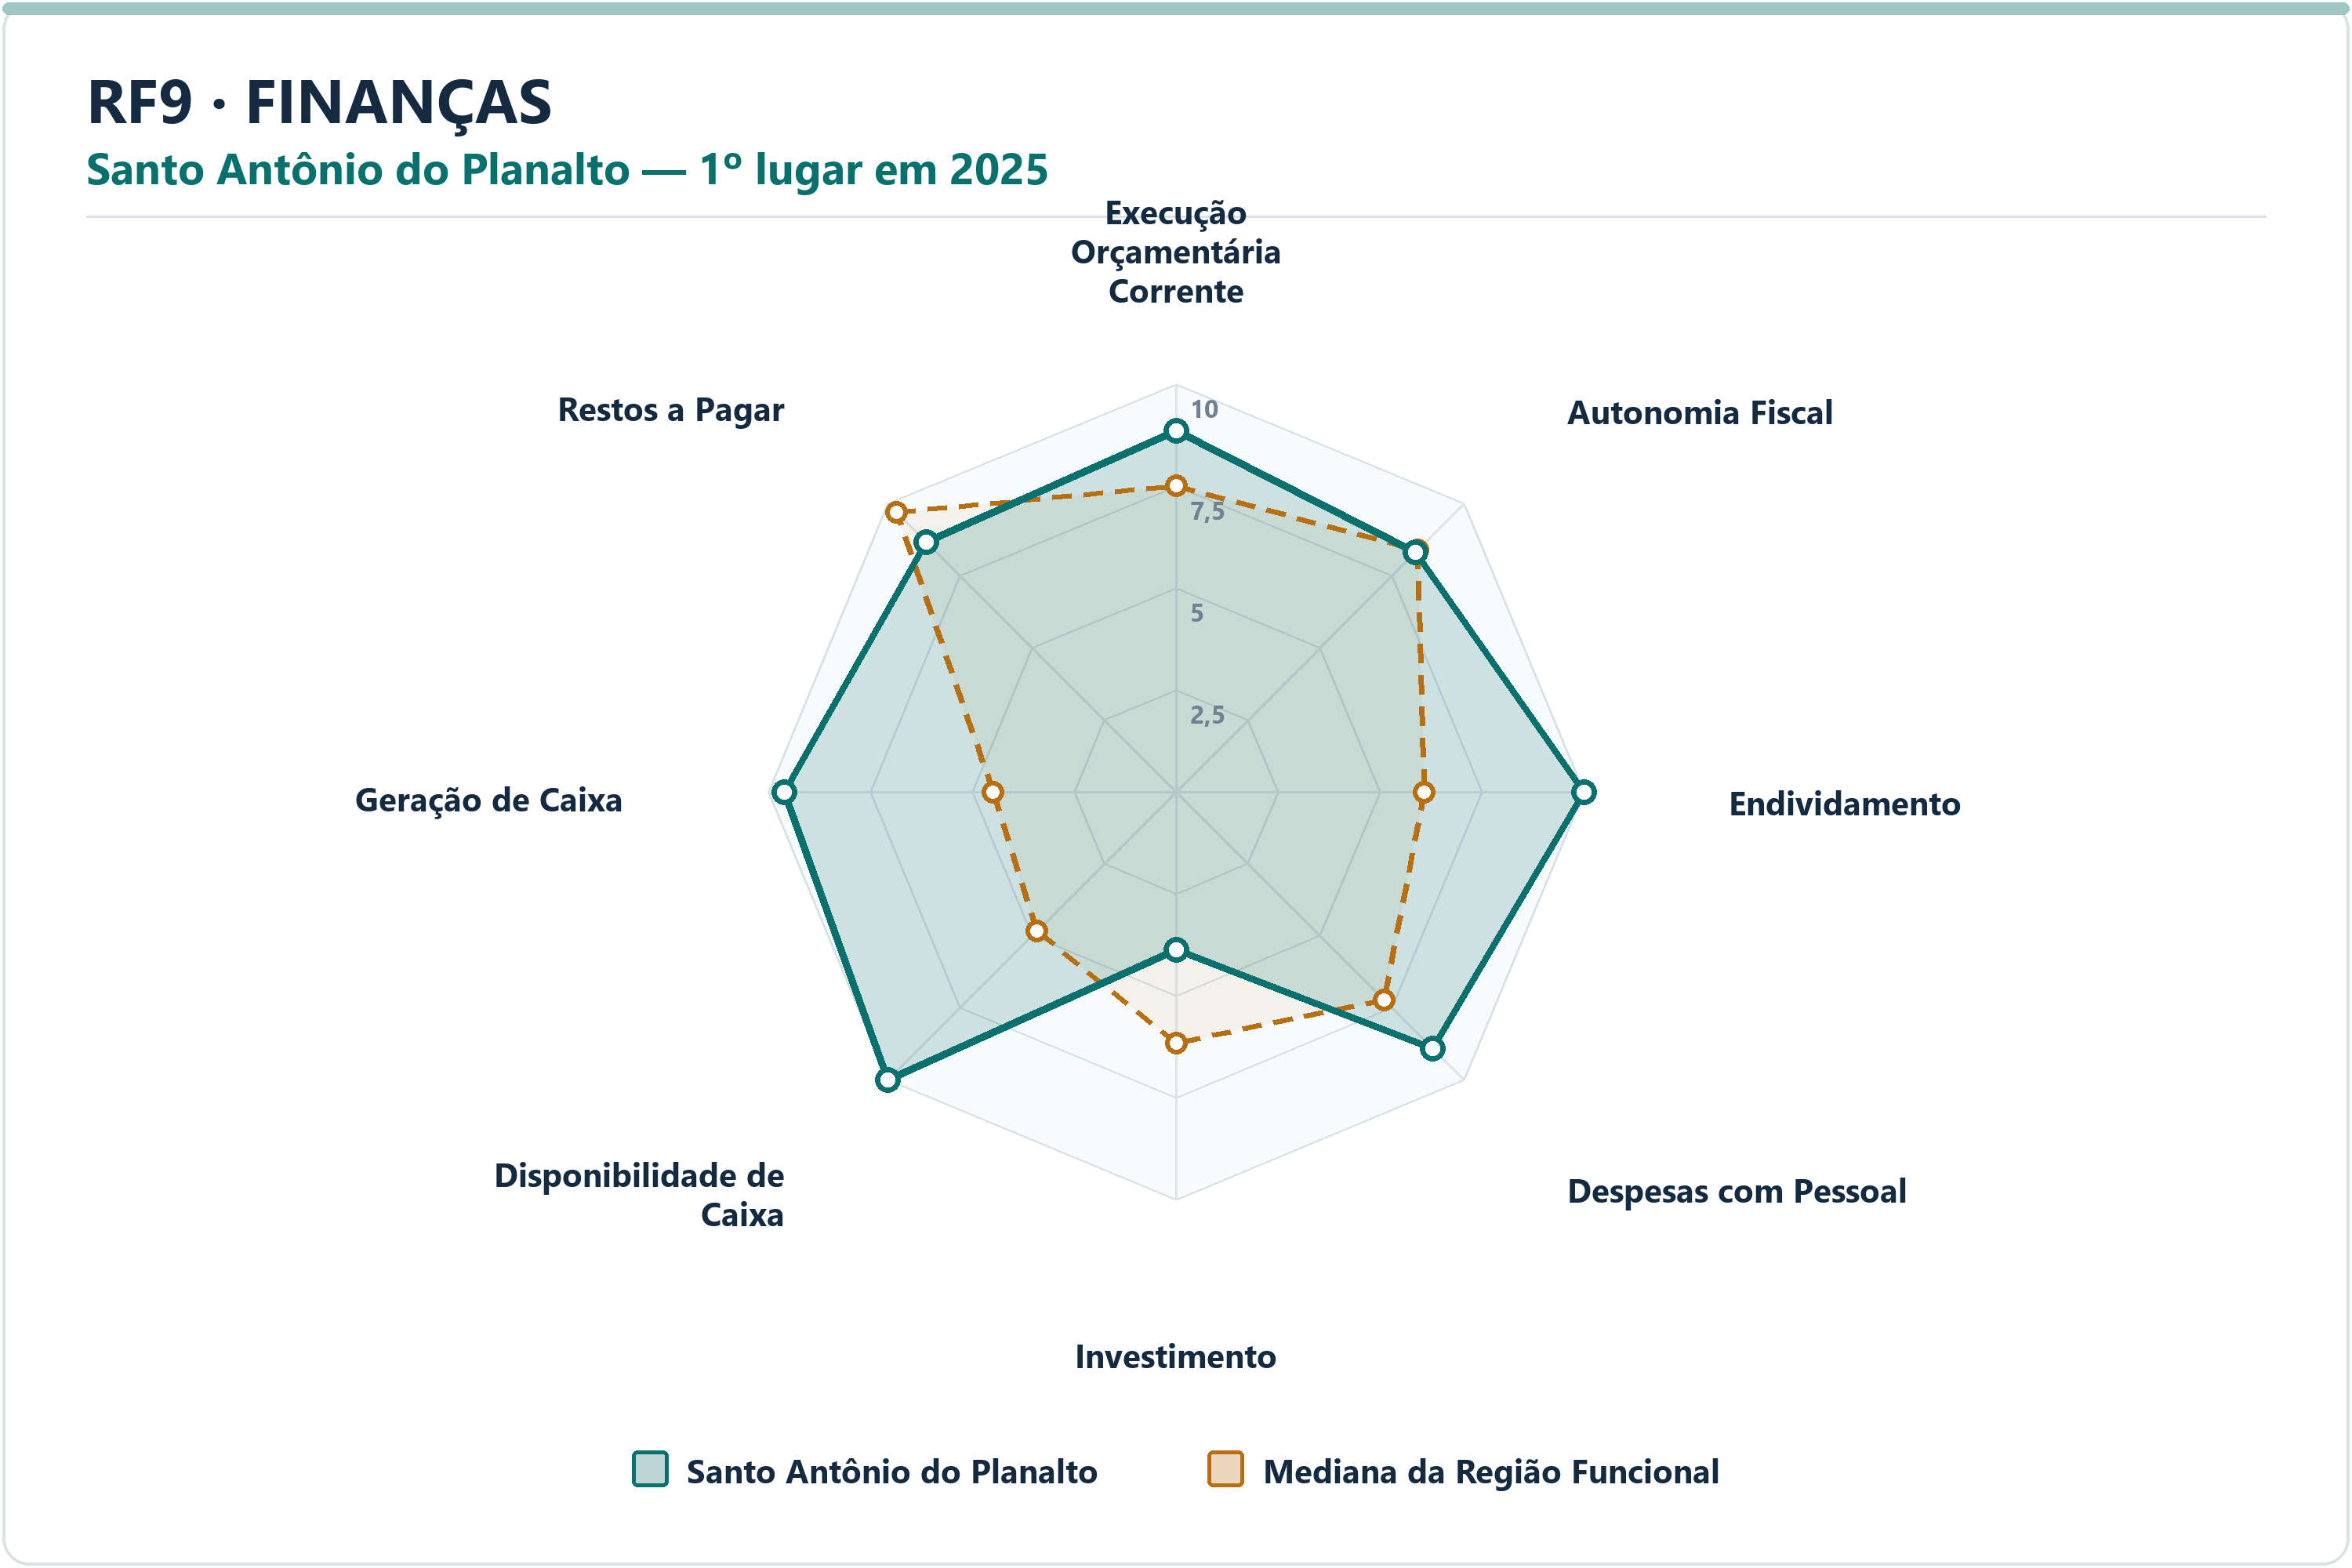 RF9 · FINANÇAS
Santo Antônio do Planalto — 1º lugar em 2025
Execução
Orçamentária
Corrente
Restos a Pagar
Autonomia Fiscal
10
7,5
5
2,5
Geração de Caixa
Endividamento
Disponibilidade de
Caixa
Despesas com Pessoal
Investimento
Santo Antônio do Planalto
Mediana da Região Funcional